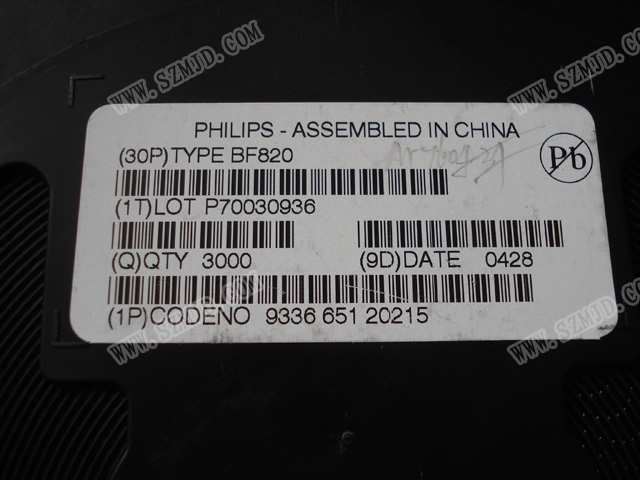 WWW.SZMJD.COM
WWW.SZMJD.COM
PHILIPS - ASSEMBLED IN CHINA
(30P)TYPE BF820
Pb
(1T)LOT P70030936
(Q)QTY 3000 (9D)DATE 0428
(1P)CODENO 9336 651 20215
WWW.SZMJD.COM
WWW.SZMJD.COM